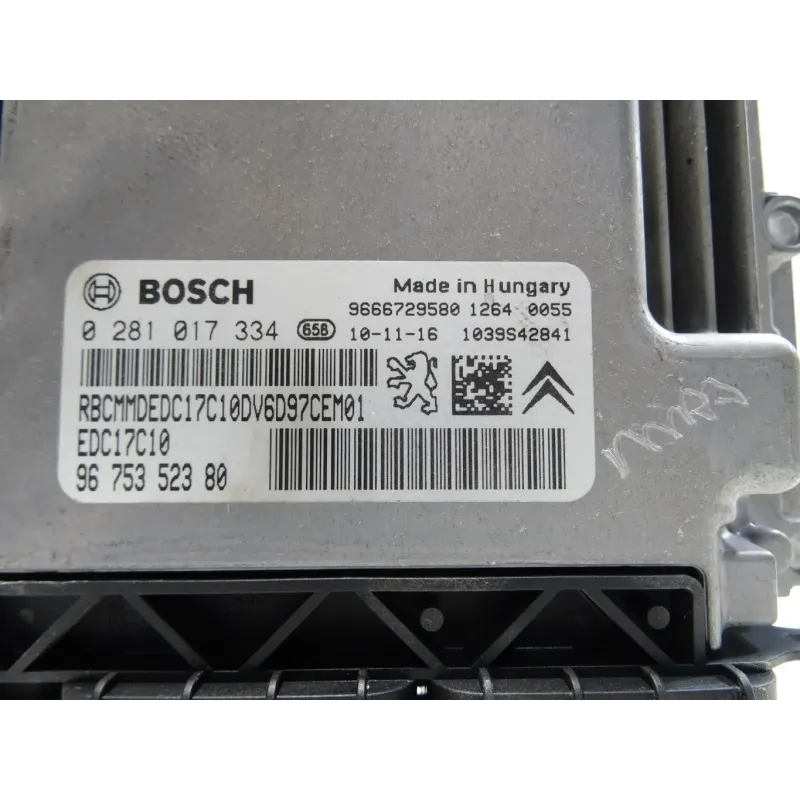 BOSCH
Made in Hungary
9666729580 1264 0055
0 281 017 334 65B 10-11-16 1039S42841
RBCMMDEDC17C10DV6D97CEM01
EDC17C10
96 753 523 80